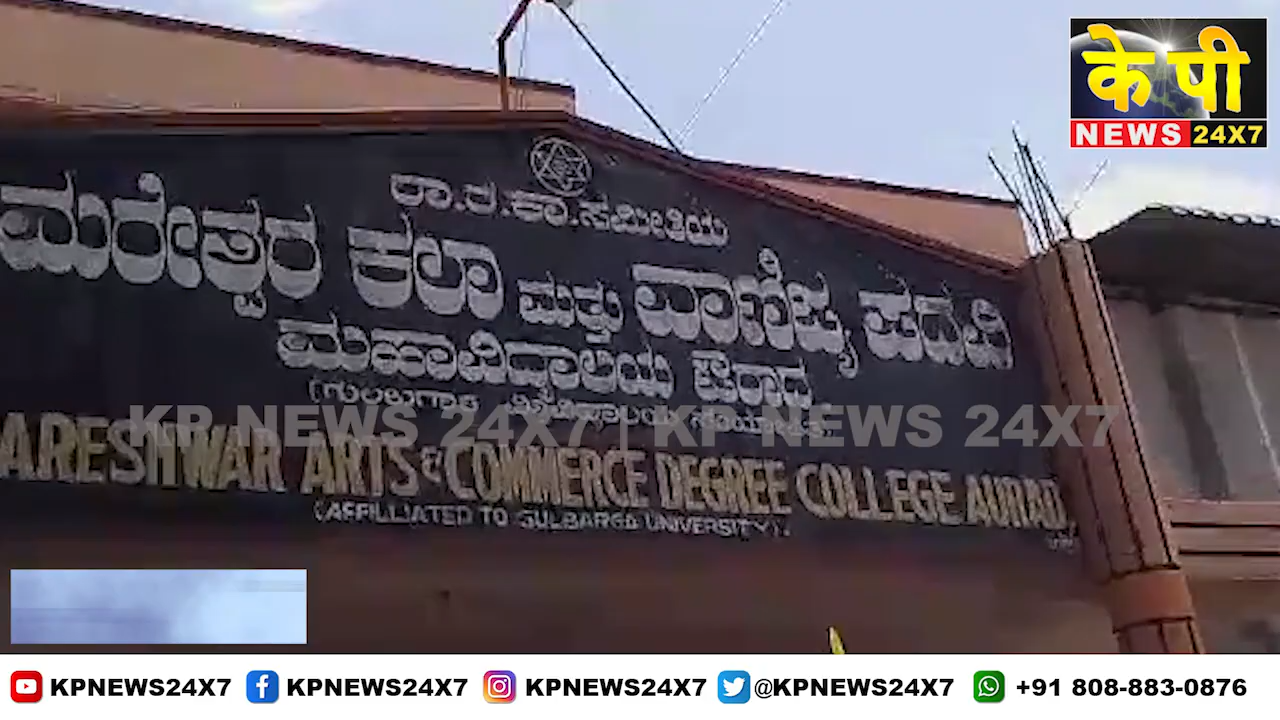 के पी
NEWS 24X7
ರಾ.ಶಿ.ಕಾ.ಸಮಿತಿಯ
ಮರೇಶ್ವರ ಕಲಾ ಮತ್ತು ವಾಣಿಜ್ಯ ಪದವಿ
ಮಹಾವಿದ್ಯಾಲಯ ಔರಾದ
KP NEWS 24X7 | KP NEWS 24X7
ARESHWAR ARTS & COMMERCE DEGREE COLLEGE AURAD
(AFFILLIATED TO GULBARGA UNIVERSITY).
KPNEWS24X7 KPNEWS24X7 KPNEWS24X7 @KPNEWS24X7 +91 808-883-0876